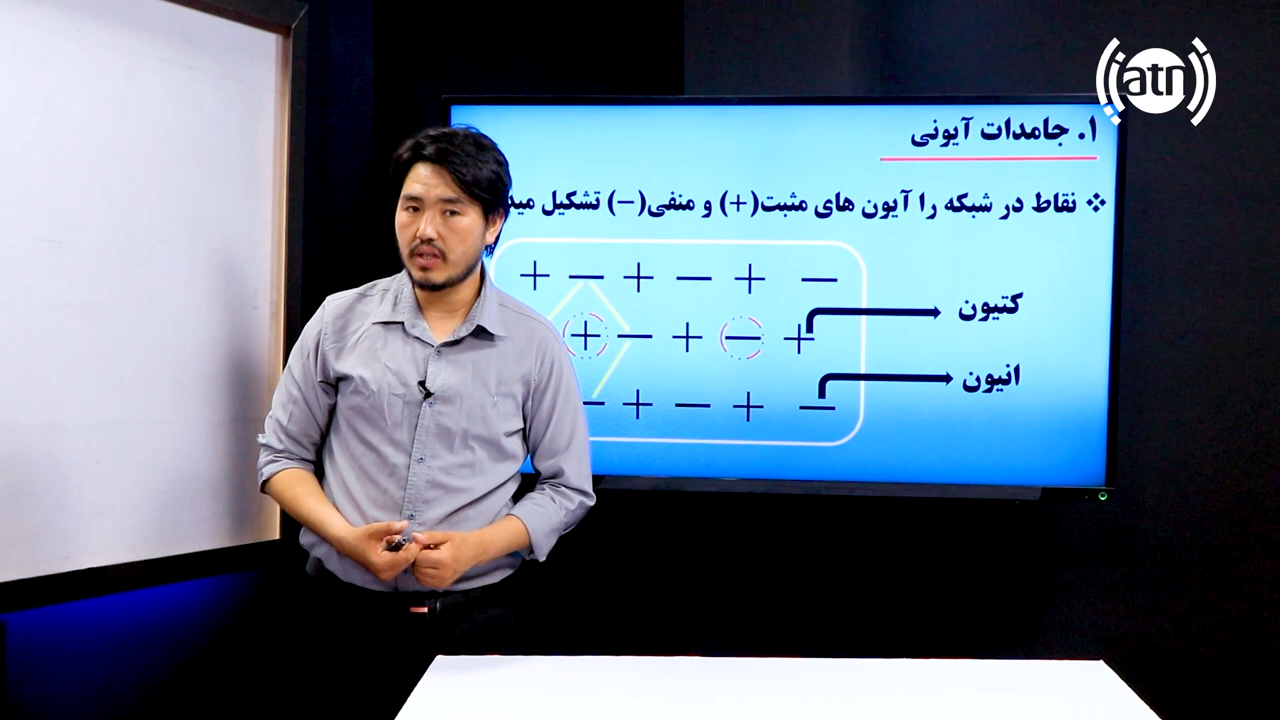 atn
۱. جامدات آیونی
❖ نقاط در شبکه را آیون های مثبت(+) و منفی(−) تشکیل
+ − + − + −
+ − + − +
کتیون
− + − + −
انیون